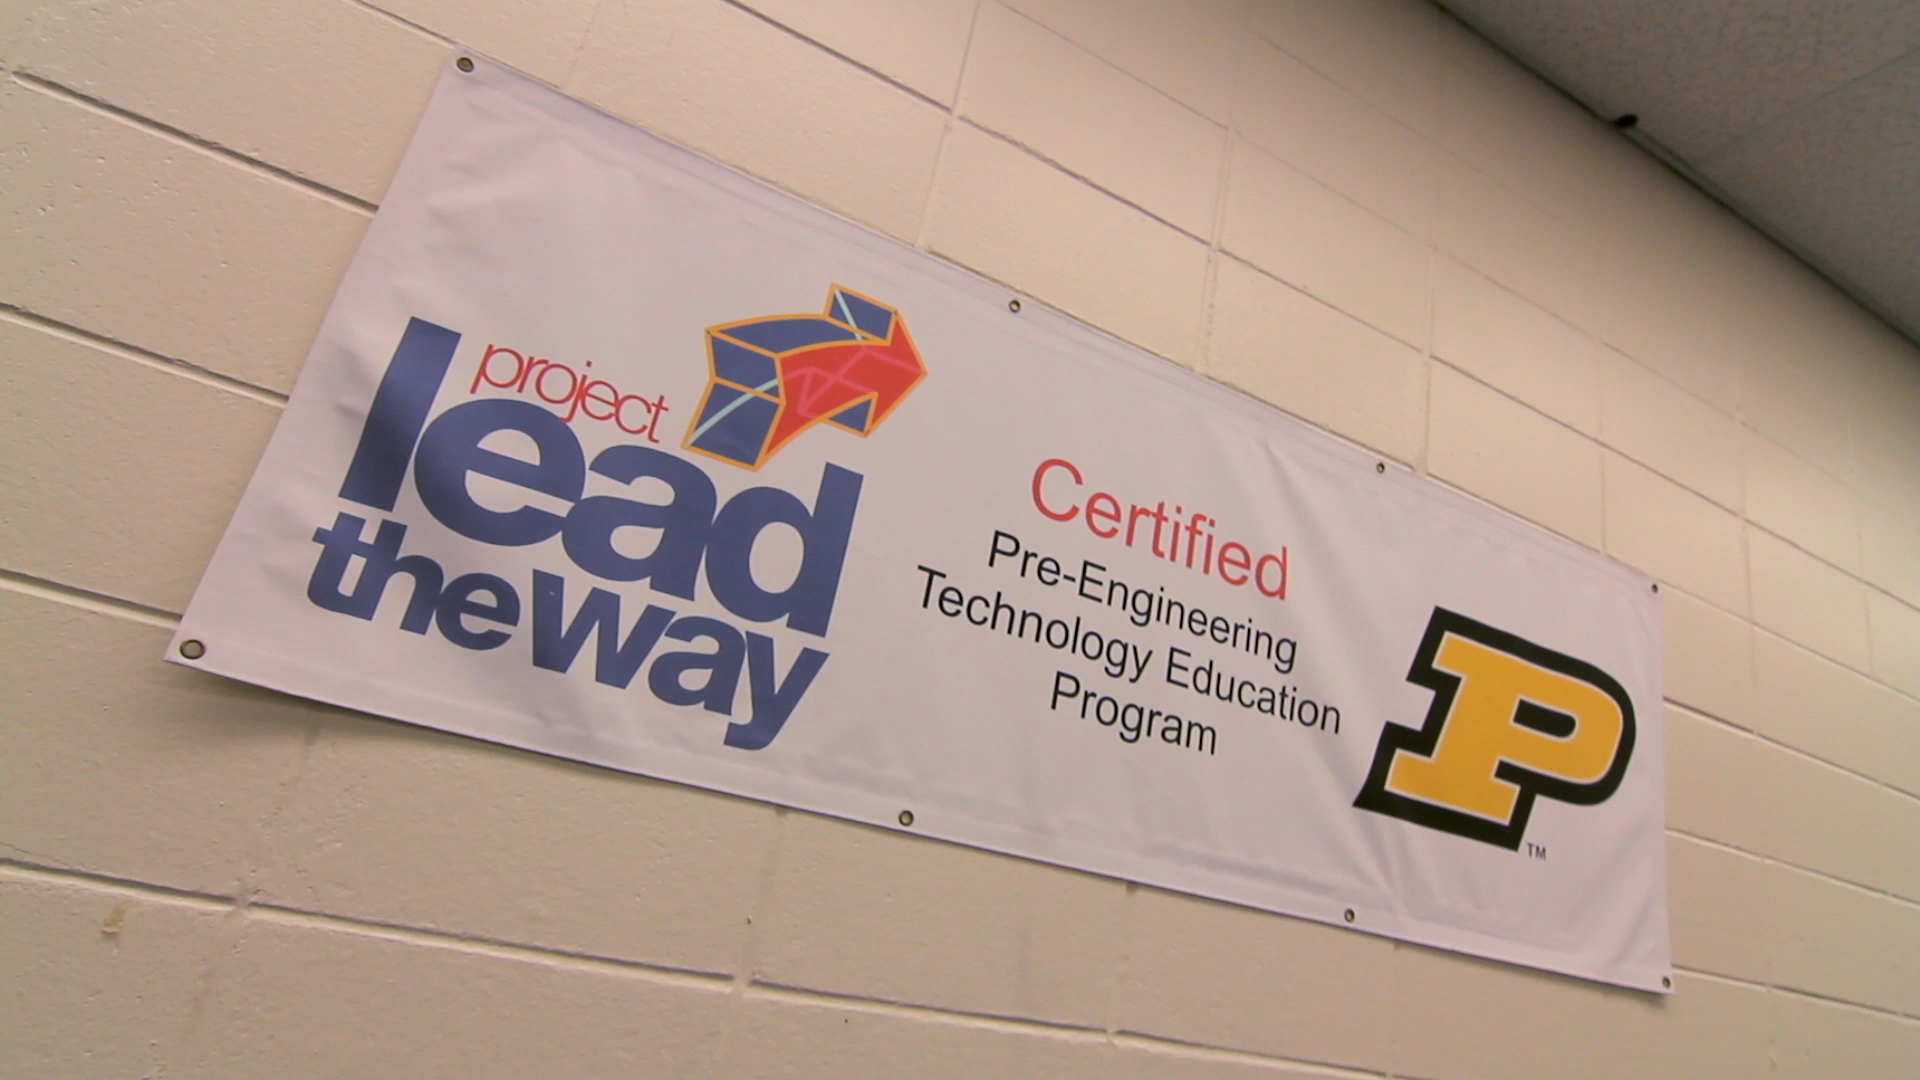 project
lead
the way
Certified
Pre-Engineering
Technology Education
Program
P
TM